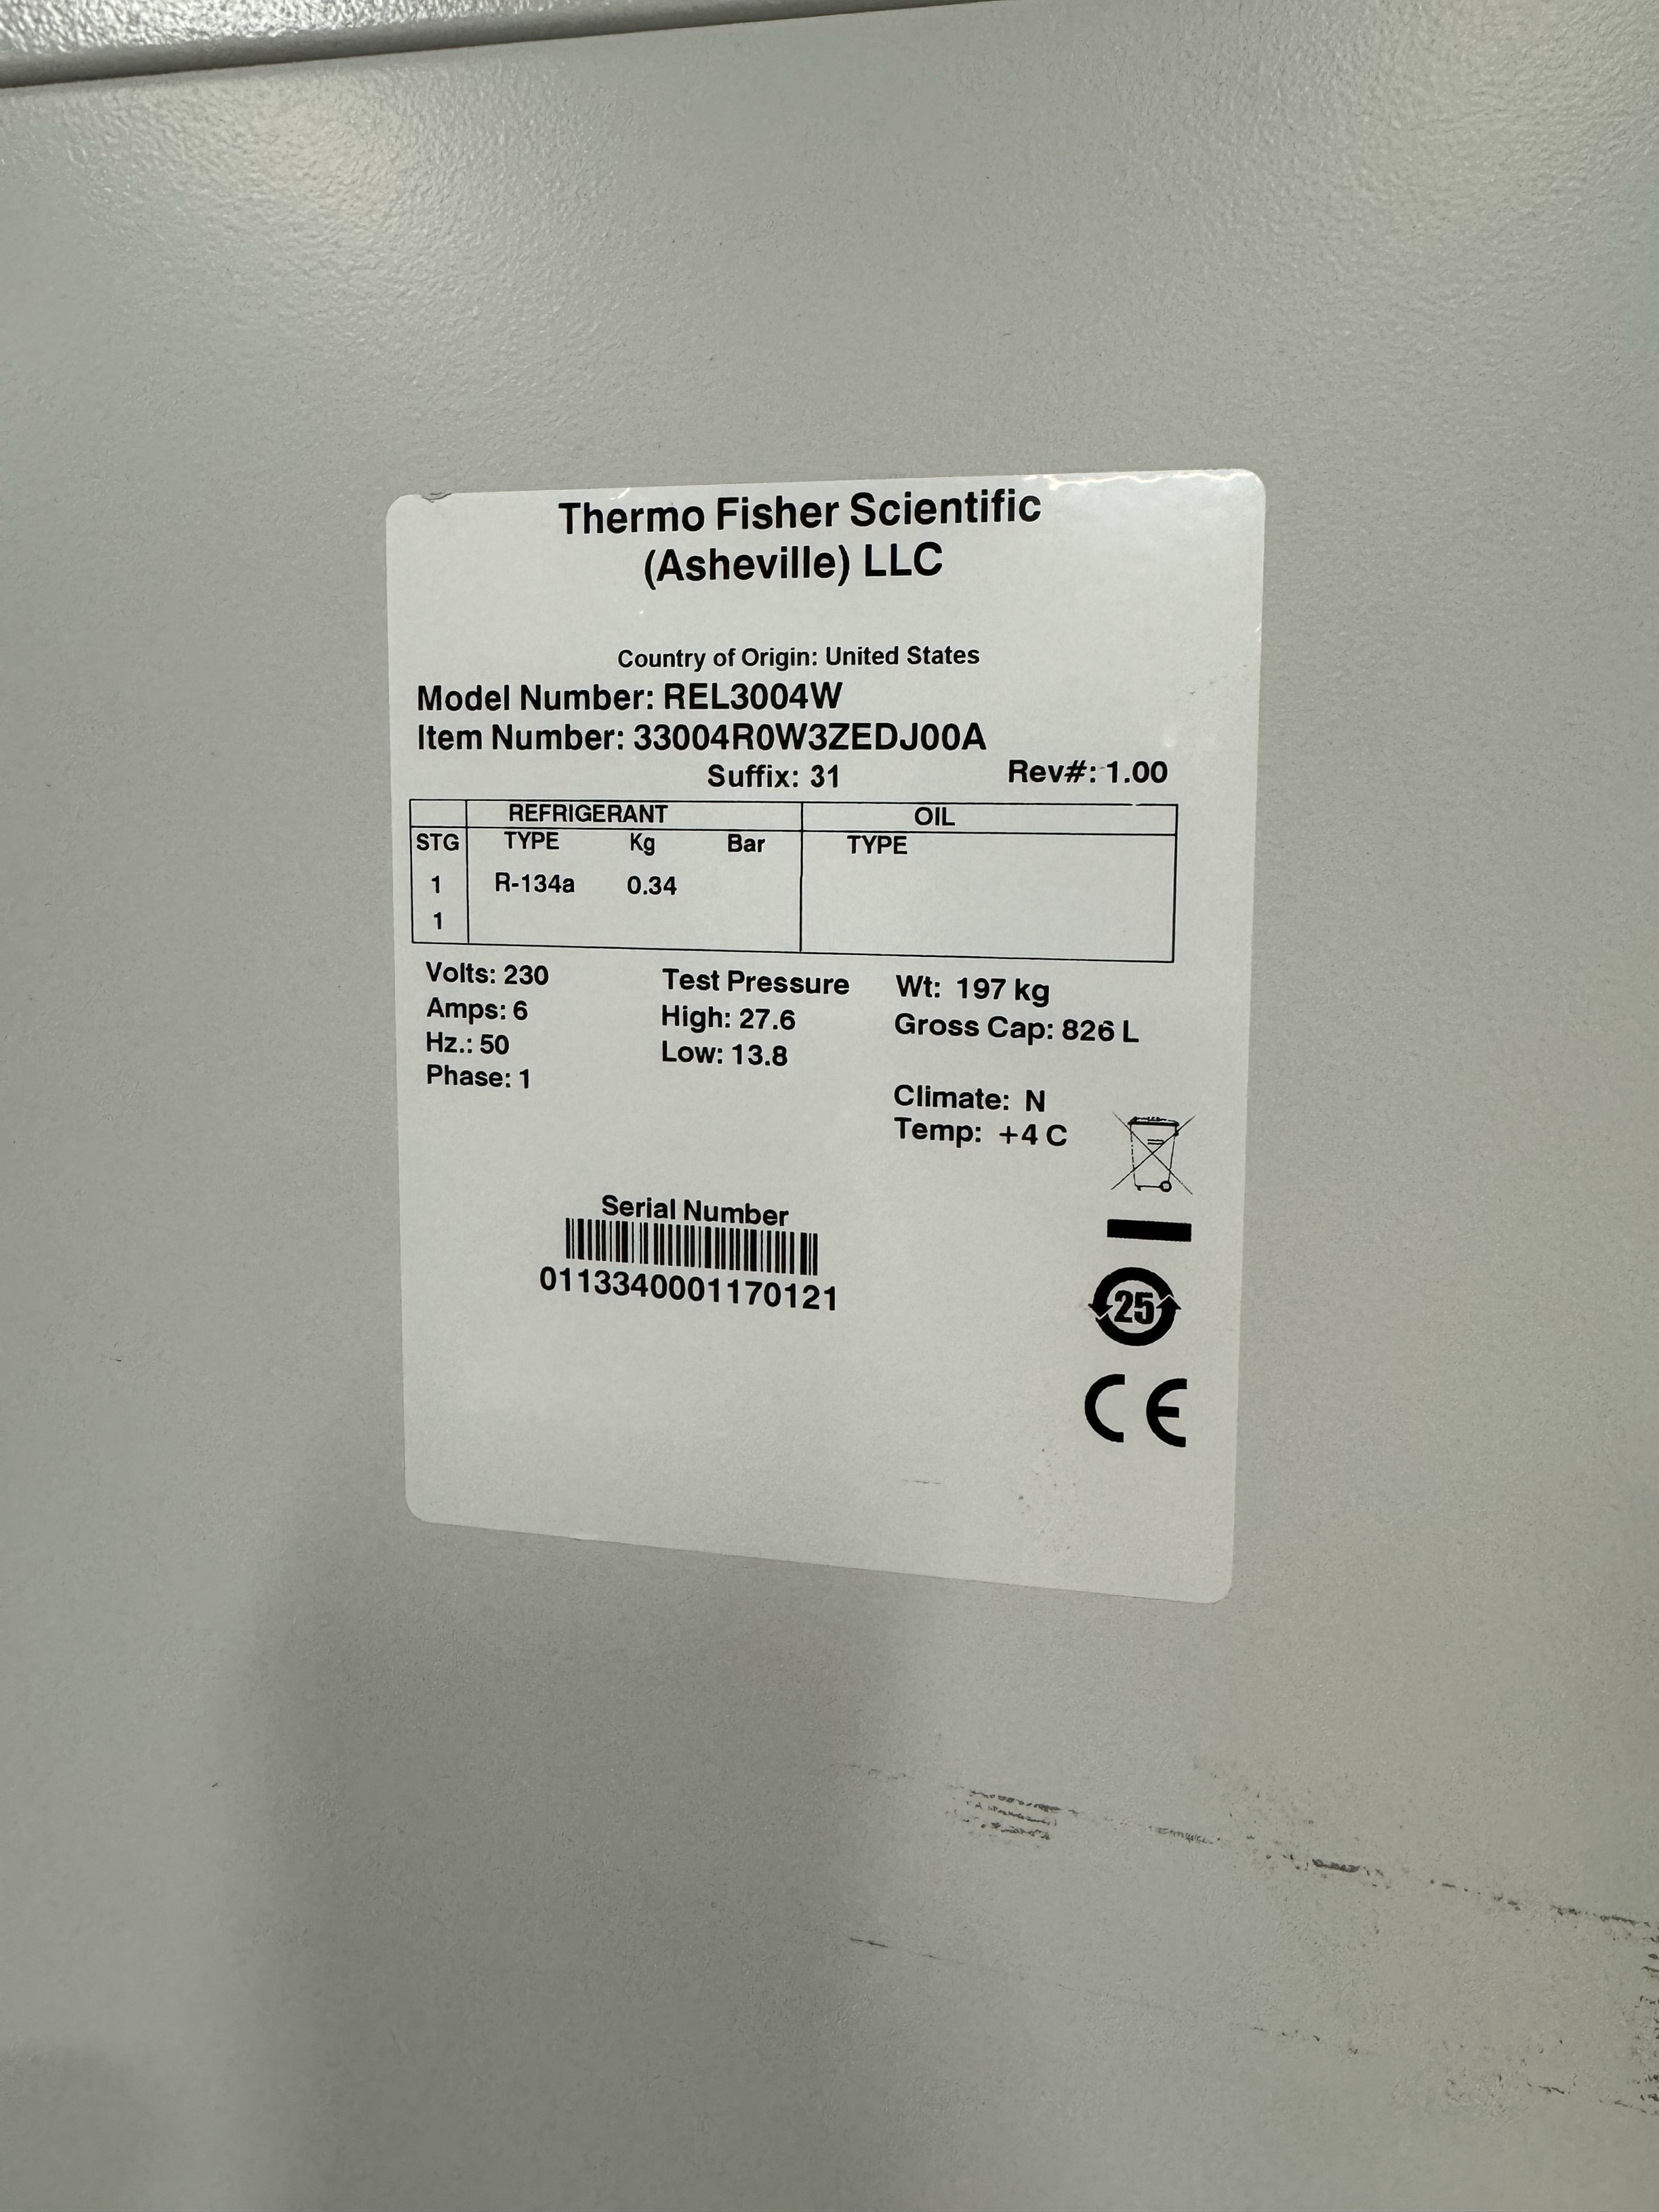 Thermo Fisher Scientific
(Asheville) LLC
Country of Origin: United States
Model Number: REL3004W
Item Number: 33004R0W3ZEDJ00A
Suffix: 31 Rev#: 1.00
REFRIGERANT OIL
STG TYPE Kg Bar TYPE
1 R-134a 0.34
1
Volts: 230 Test Pressure Wt: 197 kg
Amps: 6 High: 27.6 Gross Cap: 826 L
Hz.: 50 Low: 13.8
Phase: 1 Climate: N
Temp: +4 C
Serial Number
0113340001170121
25
CE